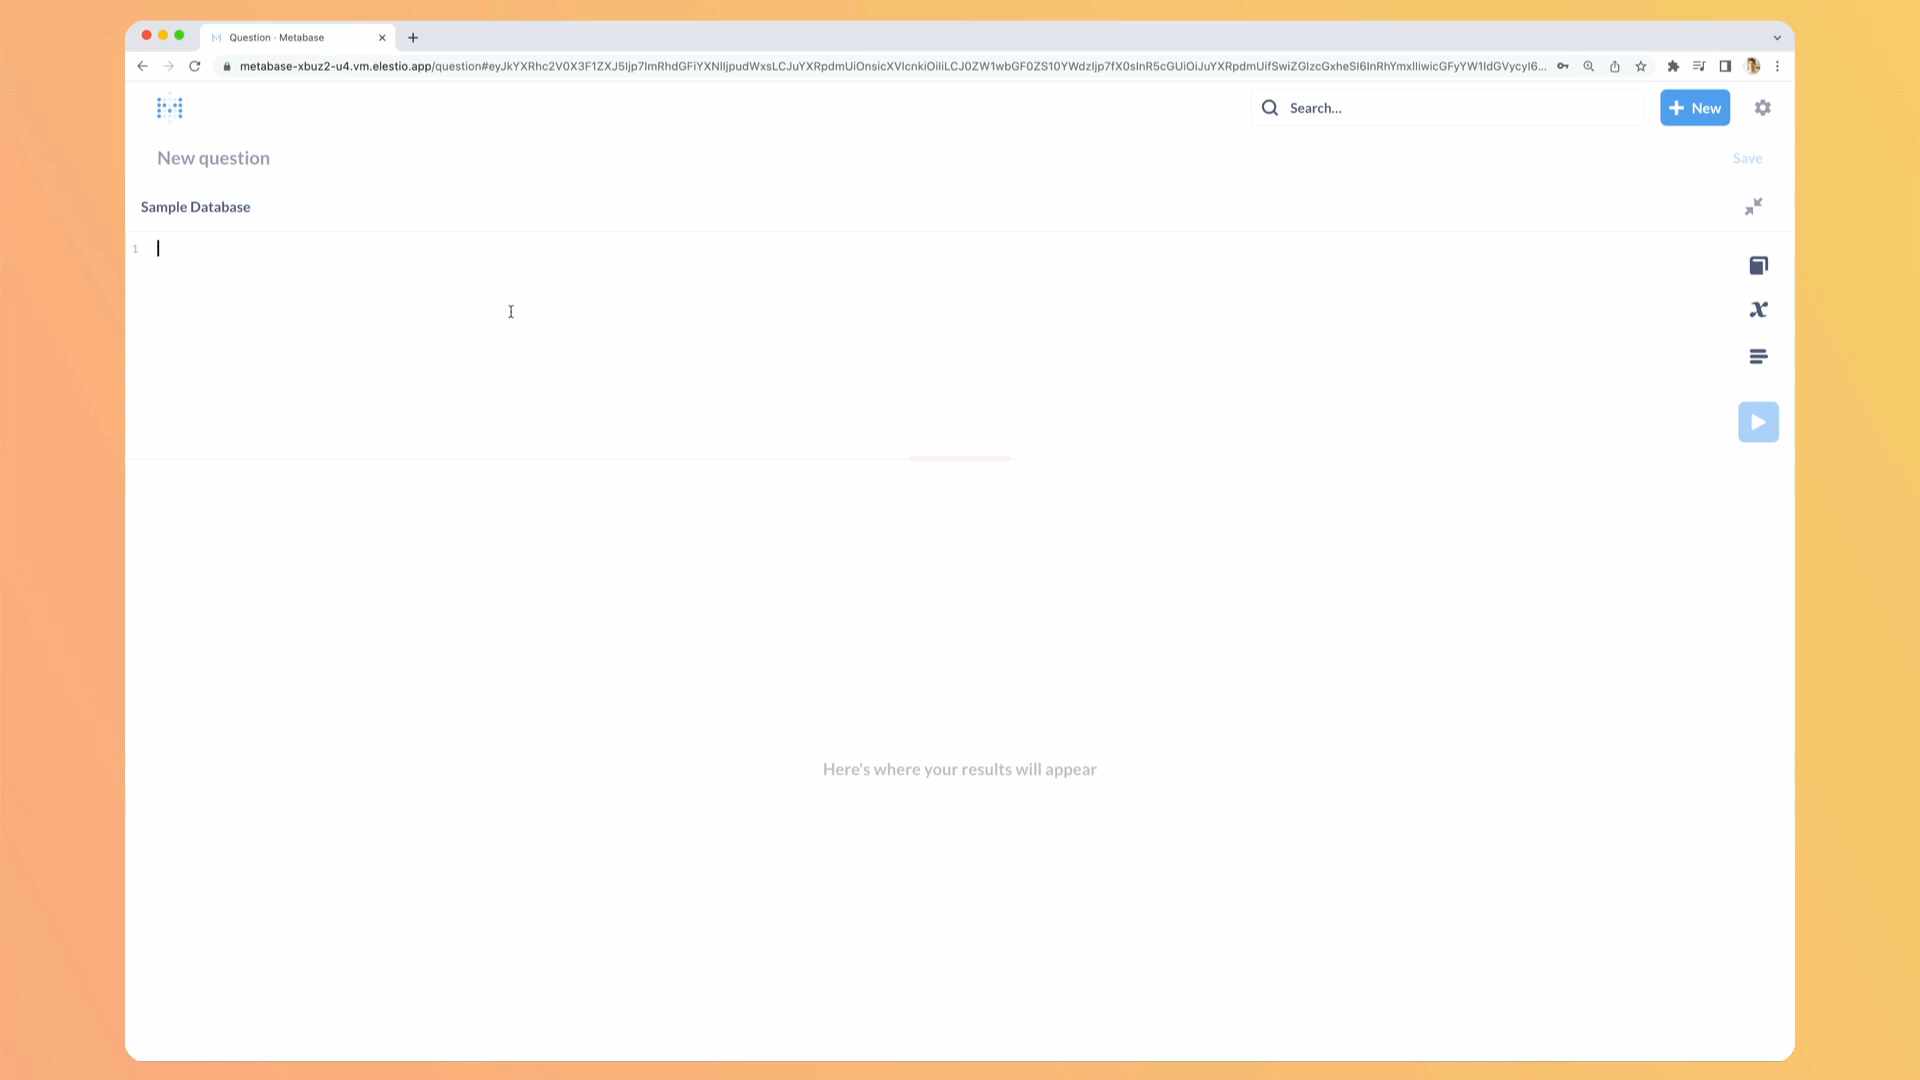 Question · Metabase
metabase-xbuz2-u4.vm.elestio.app/question#
Search...
New
New question
Save
Sample Database
1
Here's where your results will appear